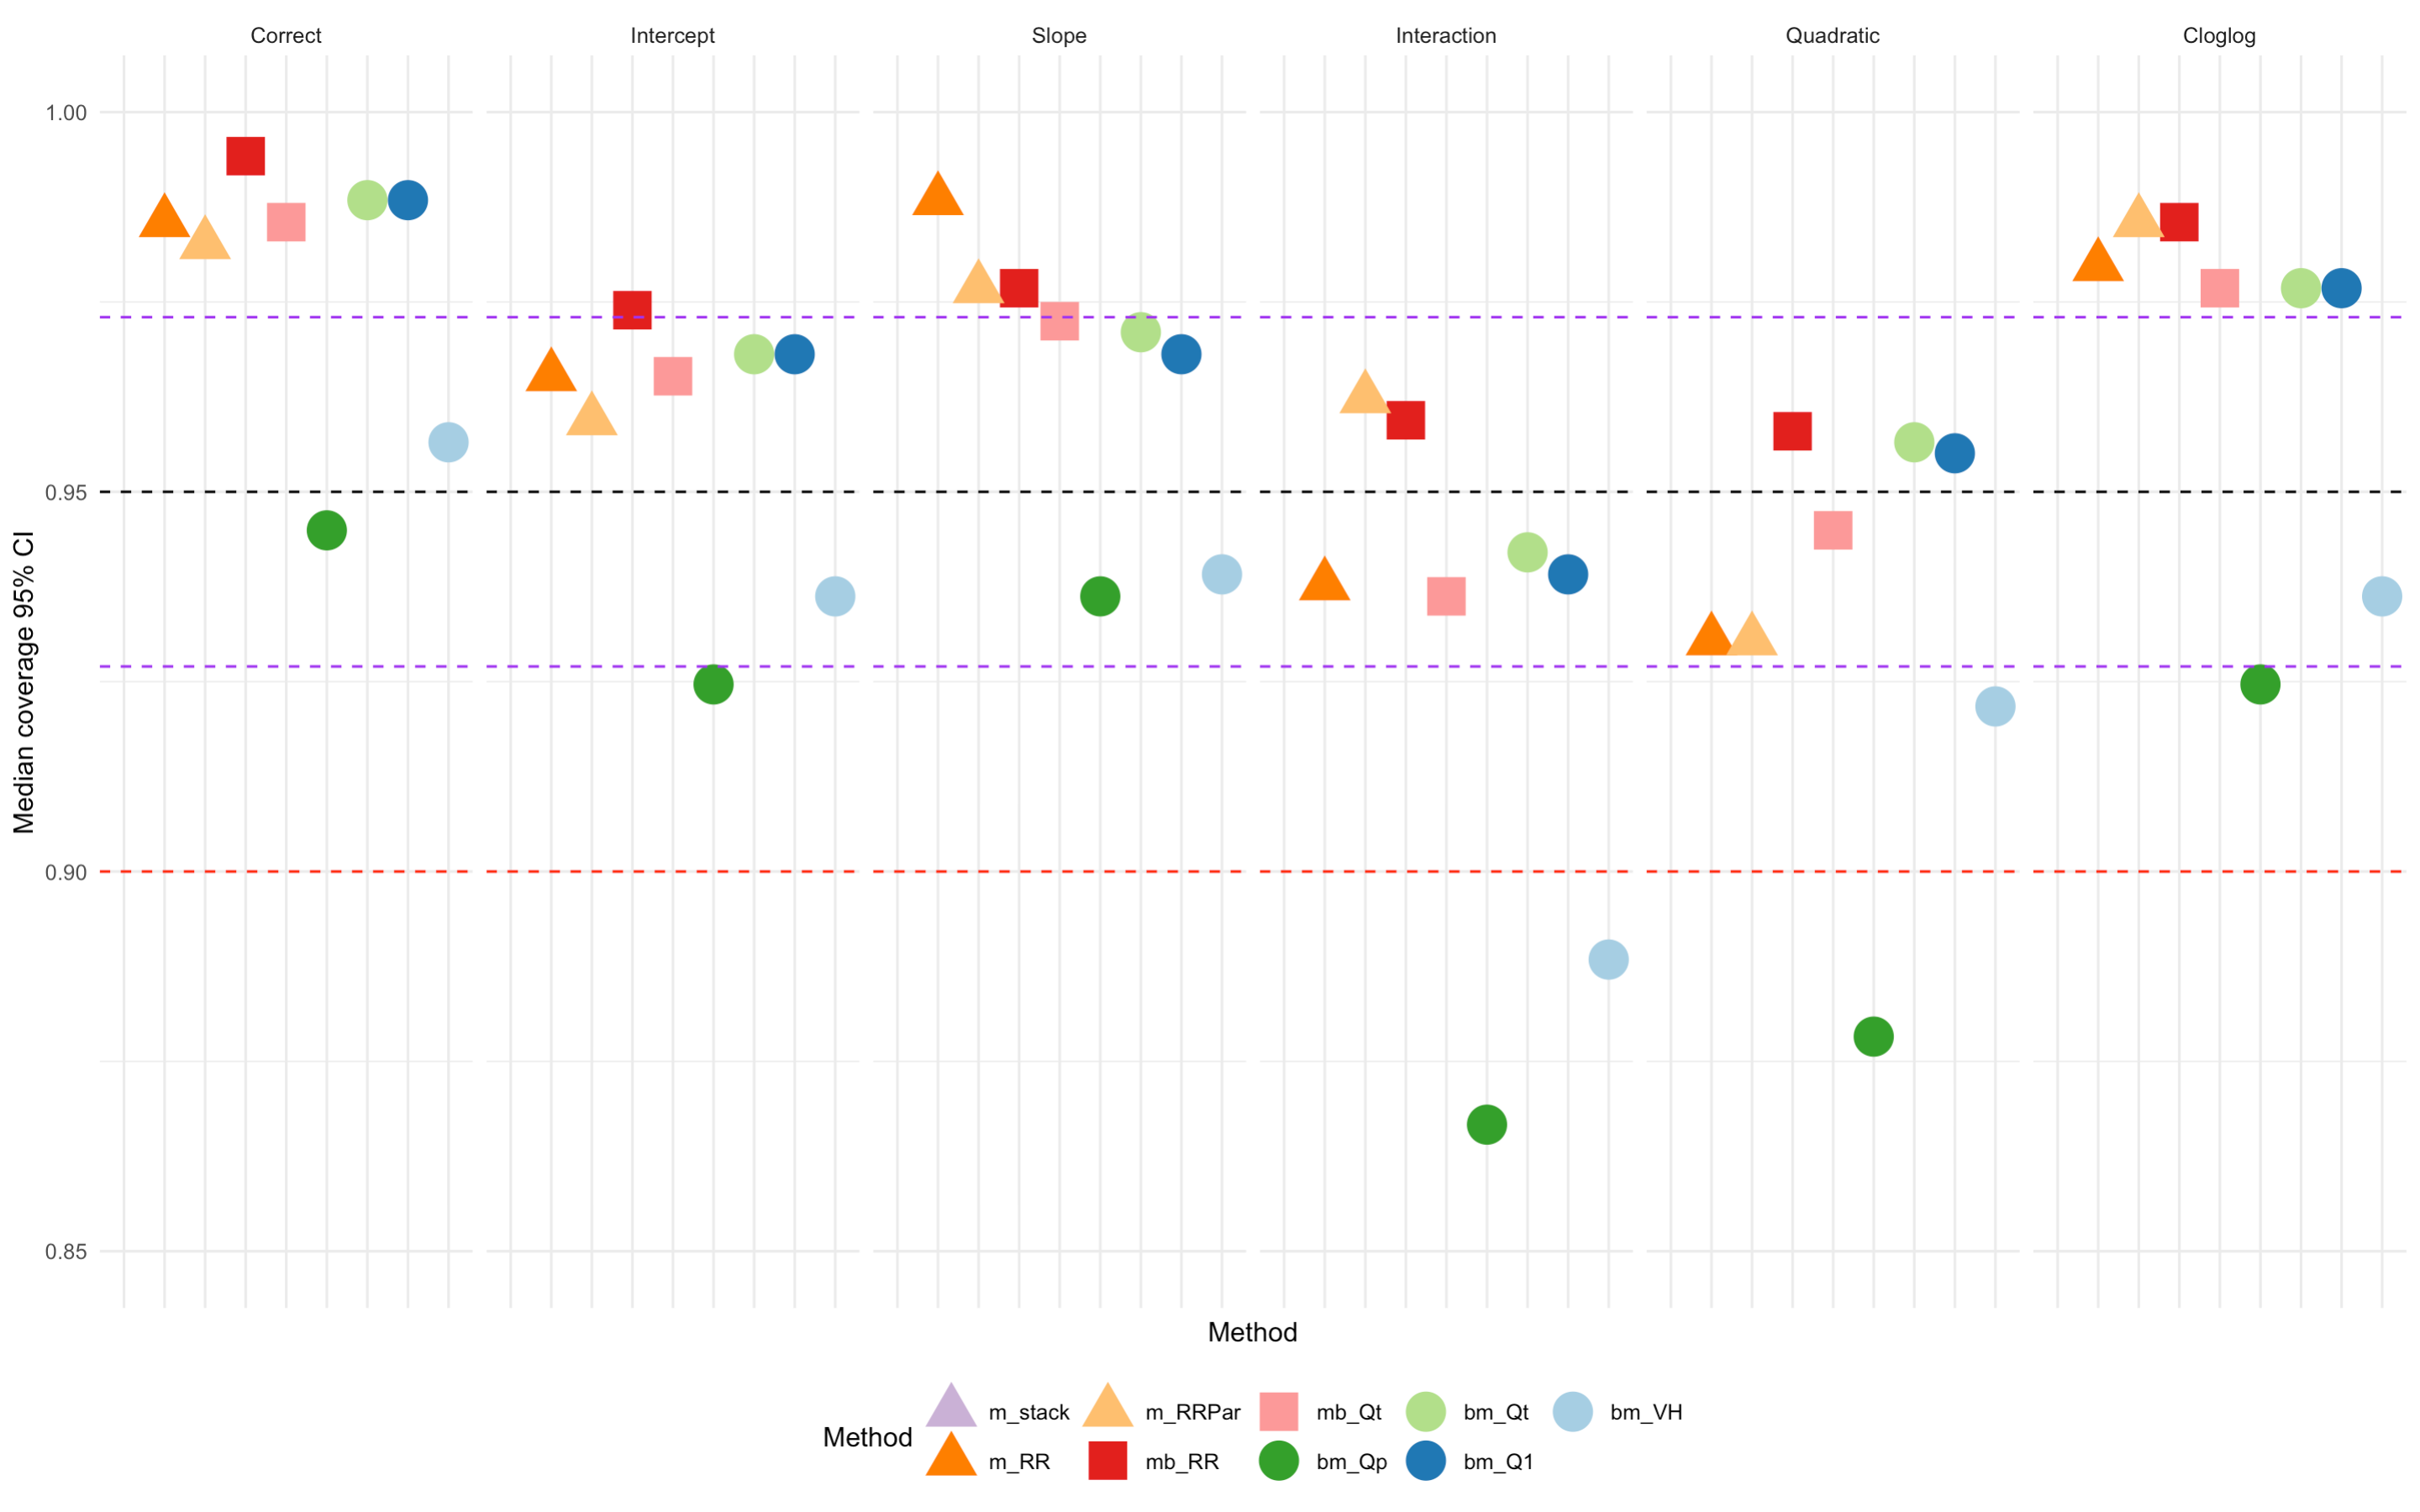 Correct
Intercept
Slope
Interaction
Quadratic
Cloglog
Median coverage 95% CI
1.00
0.95
0.90
0.85
Method
Method
m_stack
m_RRPar
mb_Qt
bm_Qt
bm_VH
m_RR
mb_RR
bm_Qp
bm_Q1